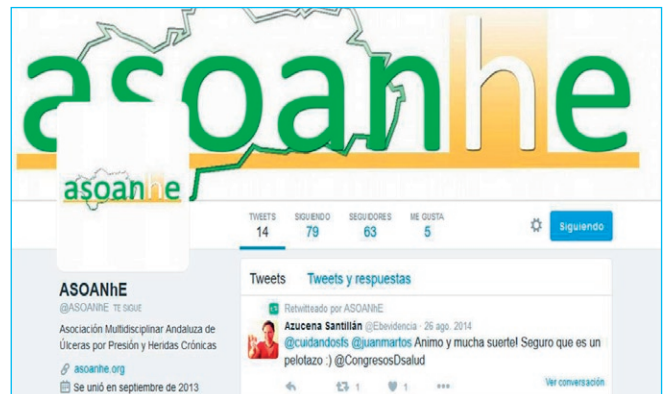 asoanhe
asoanhe
TWEETS SIGUIENDO SEGUIDORES ME GUSTA
14 79 63 5
Siguiendo
ASOANhE
@ASOANhE TE SIGUE
Asociación Multidisciplinar Andaluza de
Úlceras por Presión y Heridas Crónicas
asoanhe.org
Se unió en septiembre de 2013
Tweets Tweets y respuestas
Retwitteado por ASOANhE
Azucena Santillán @Ebevidencia · 26 ago. 2014
@cuidandosfs @juanmartos Animo y mucha suerte! Seguro que es un
pelotazo :) @CongresosDsalud
1 1
Ver conversación